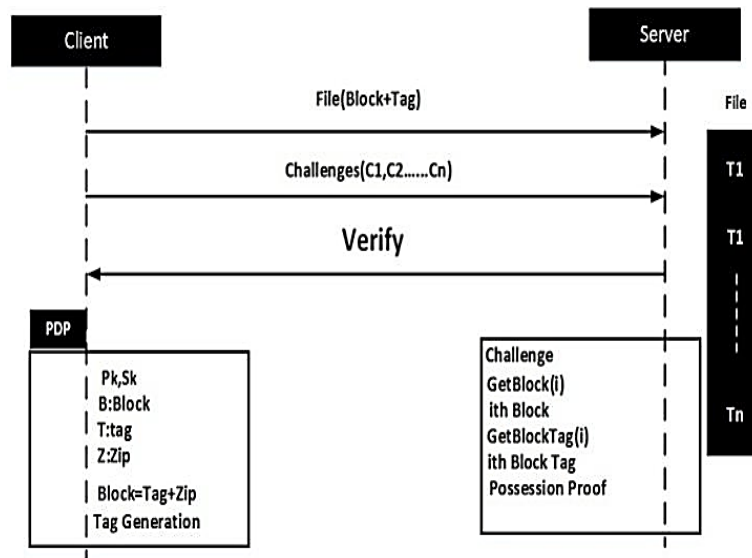 Client
Server
File(Block+Tag)
File
Challenges(C1,C2......Cn)
T1
Verify
T1
PDP
Pk,Sk
B:Block
T:tag
Z:Zip
Block=Tag+Zip
Tag Generation
Challenge
GetBlock(i)
ith Block
GetBlockTag(i)
ith Block Tag
Possession Proof
Tn